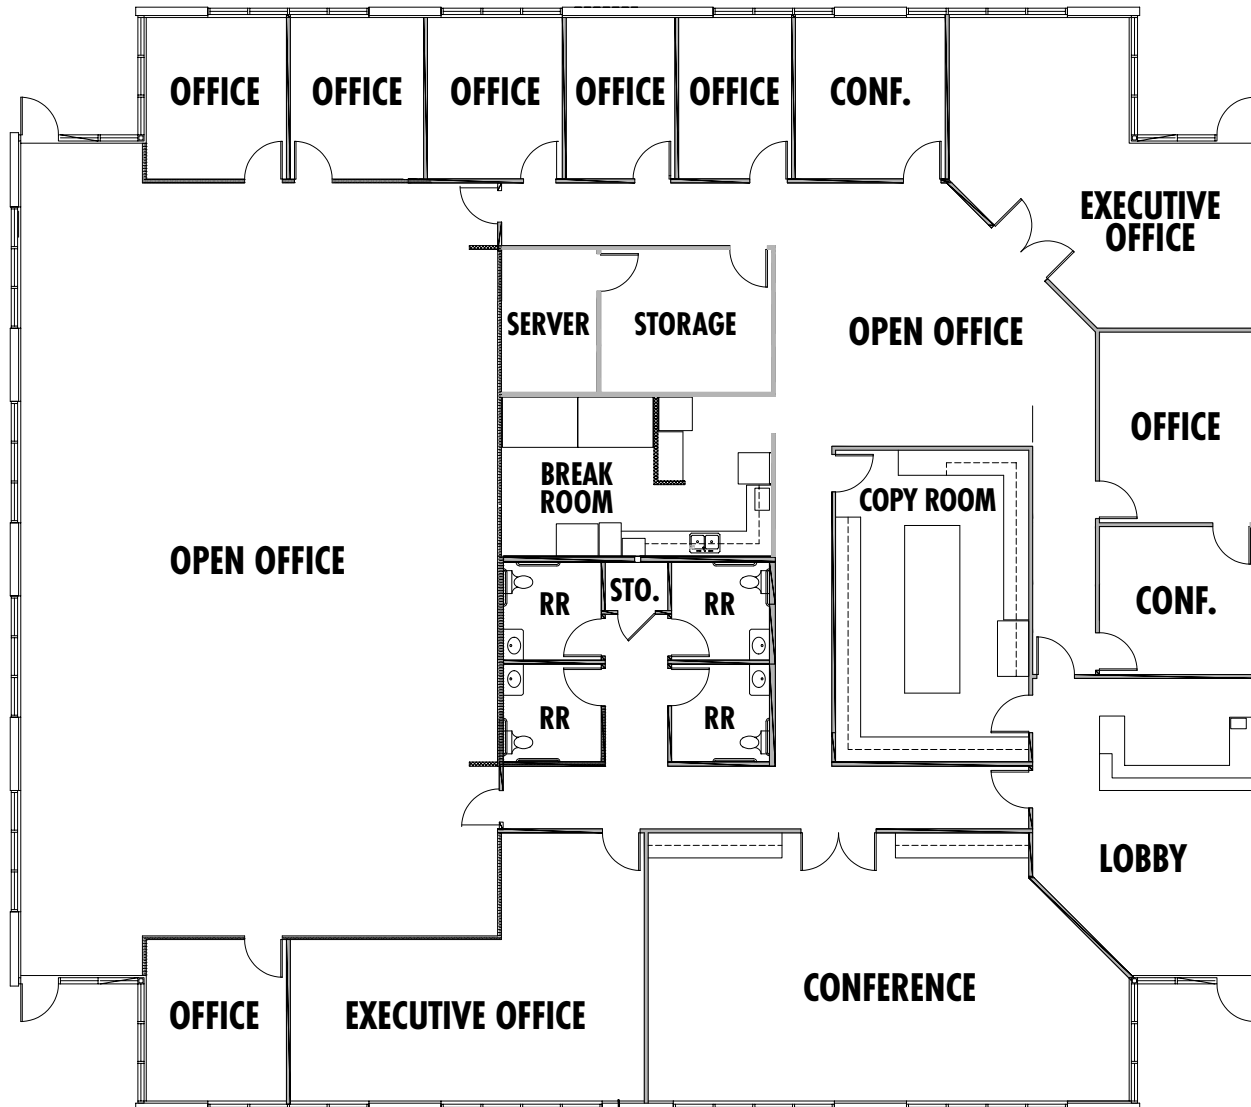 OFFICE
OFFICE
OFFICE
OFFICE
OFFICE
CONF.
EXECUTIVE
OFFICE
SERVER
STORAGE
OPEN OFFICE
OFFICE
BREAK
ROOM
COPY ROOM
OPEN OFFICE
RR
STO.
RR
CONF.
RR
RR
LOBBY
OFFICE
EXECUTIVE OFFICE
CONFERENCE